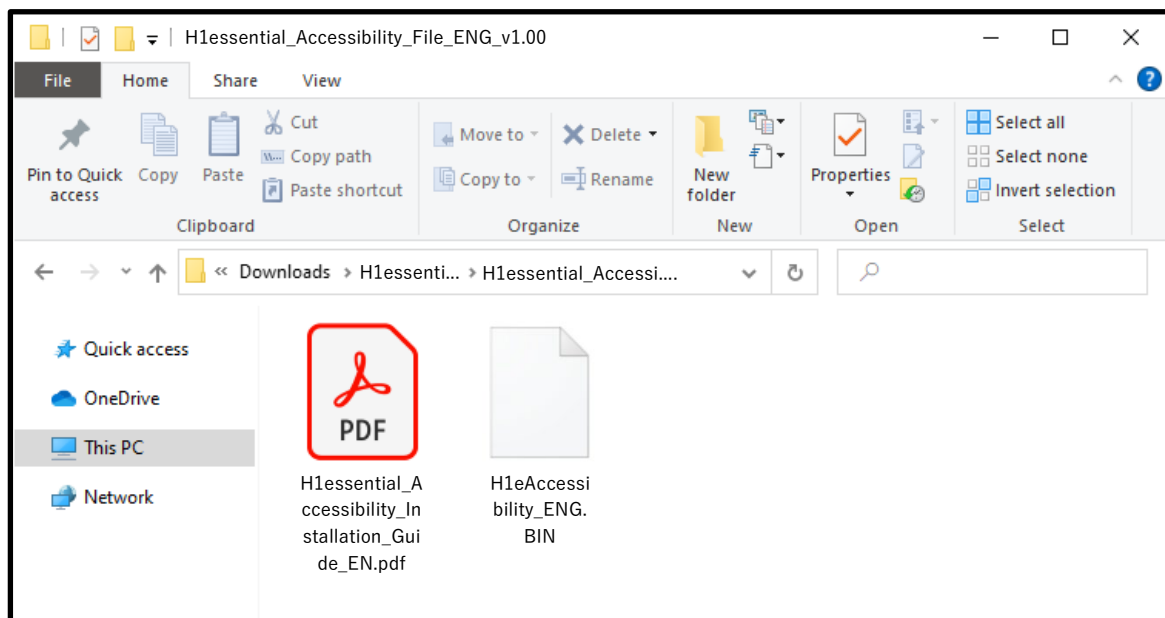 H1essential_Accessibility_File_ENG_v1.00
File Home Share View
Pin to Quick access
Copy
Paste
Cut
Copy path
Paste shortcut
Clipboard
Move to
Copy to
Delete
Rename
Organize
New folder
New
Properties
Open
Select all
Select none
Invert selection
Select
« Downloads > H1essenti... > H1essential_Accessi....
Quick access
OneDrive
This PC
Network
PDF
H1essential_A
ccessibility_In
stallation_Gui
de_EN.pdf
H1eAccessi
bility_ENG.
BIN